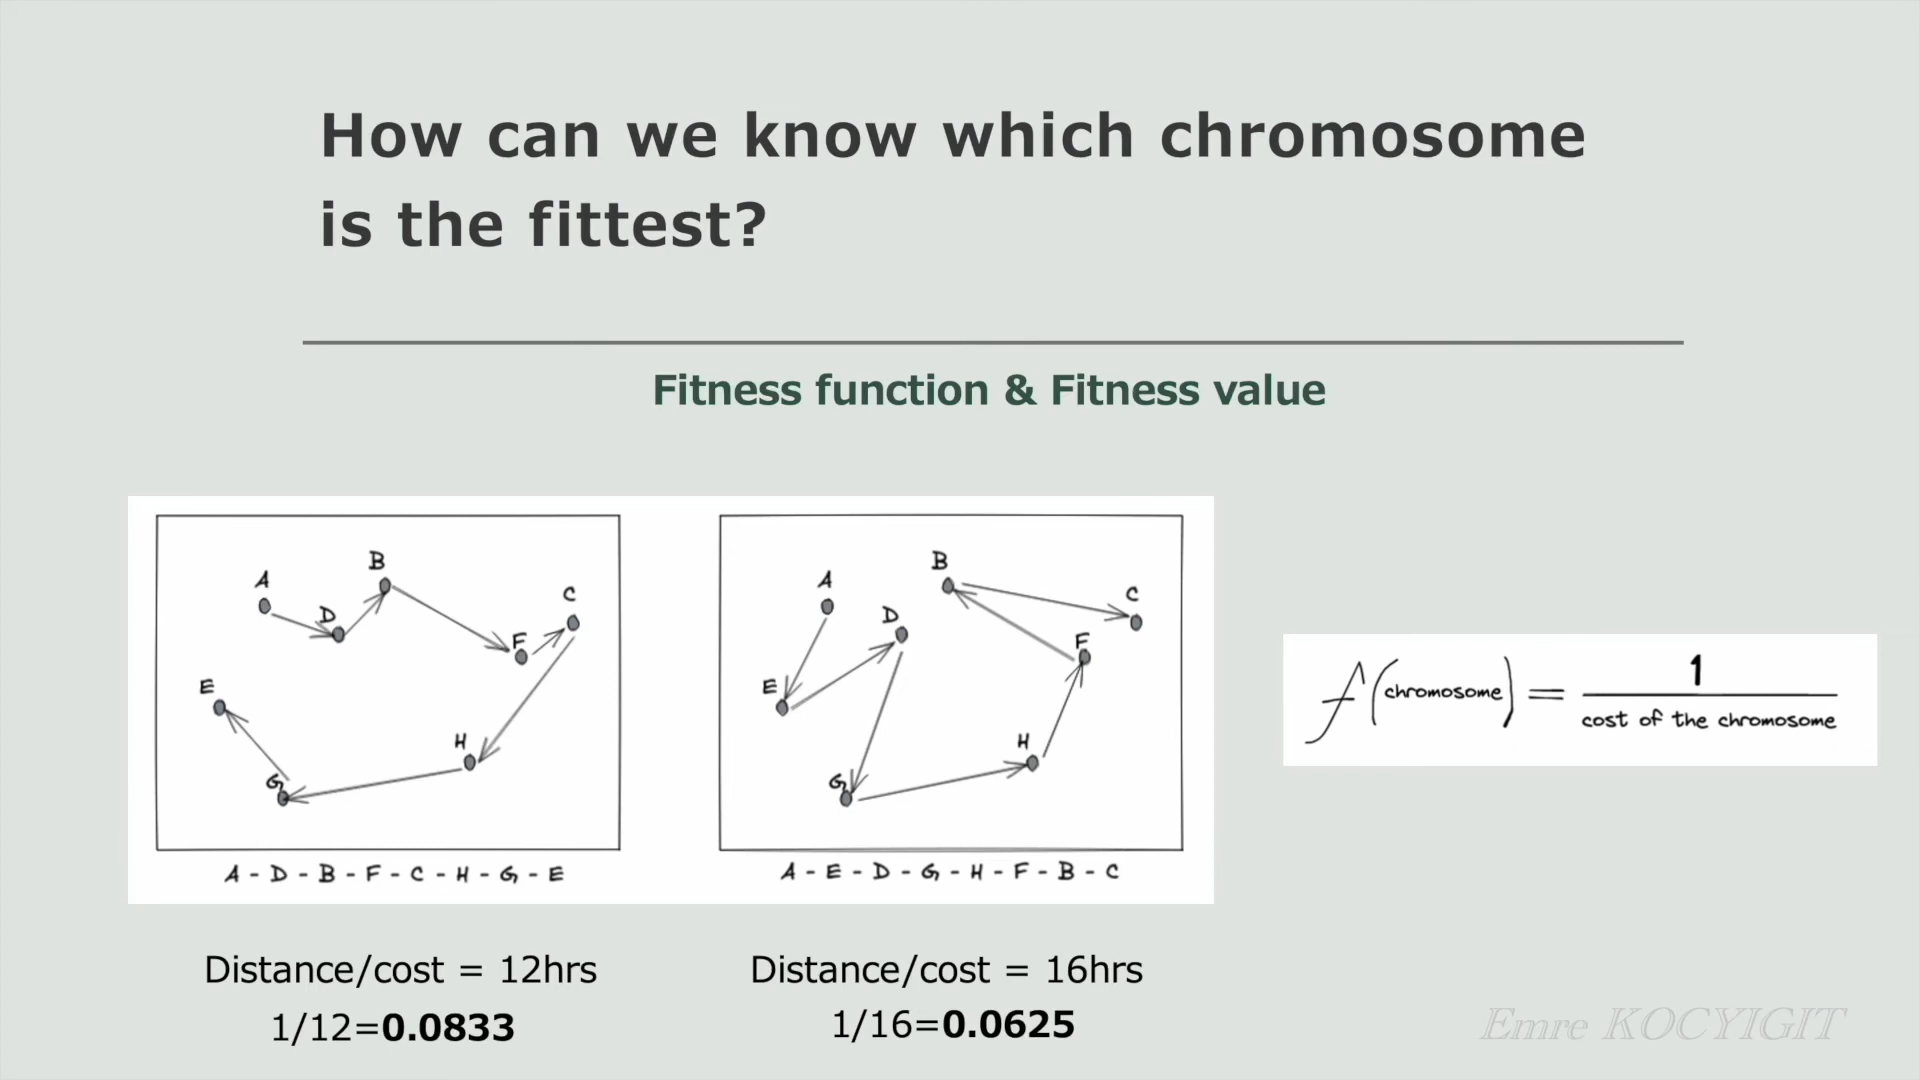 How can we know which chromosome
is the fittest?
Fitness function & Fitness value
A
B
C
D
E
F
G
H
A - D - B - F - C - H - G - E
A
B
C
D
E
F
G
H
A - E - D - G - H - F - B - C
f(chromosome) = 1
cost of the chromosome
Distance/cost = 12hrs
1/12=0.0833
Distance/cost = 16hrs
1/16=0.0625
Emre KOCYIGIT